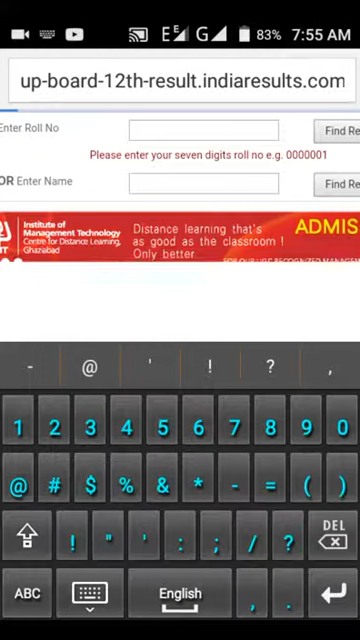 E E G 83% 7:55 AM
up-board-12th-result.indiaresults.com
Enter Roll No Find Re
Please enter your seven digits roll no e.g. 0000001
OR Enter Name Find Re
Institute of
Management Technology
Centre for Distance Learning,
Ghaziabad
Distance learning that's
as good as the classroom !
Only better
ADMIS
- @ ' ! ? ,
1 2 3 4 5 6 7 8 9 0
@ # $ % & * - = ( )
! " ' : ; / ? DEL
ABC English , .